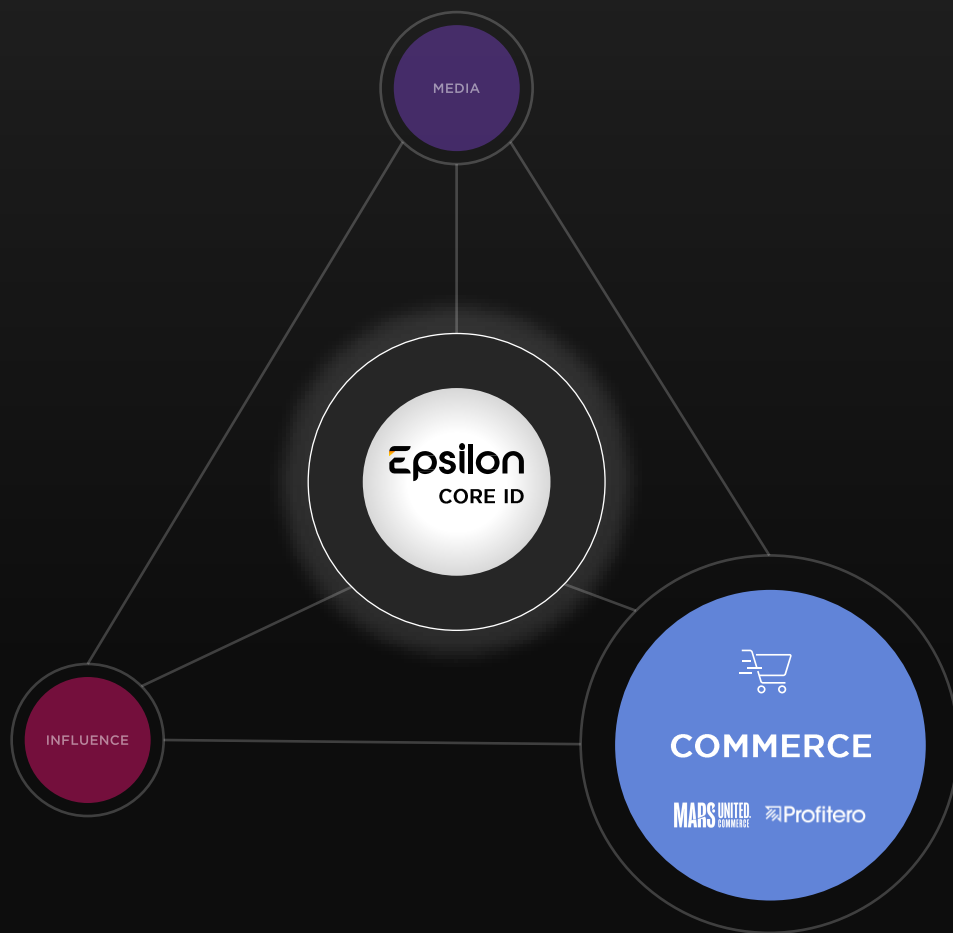 MEDIA
Epsilon
CORE ID
INFLUENCE
COMMERCE
MARS UNITED COMMERCE
Profitero